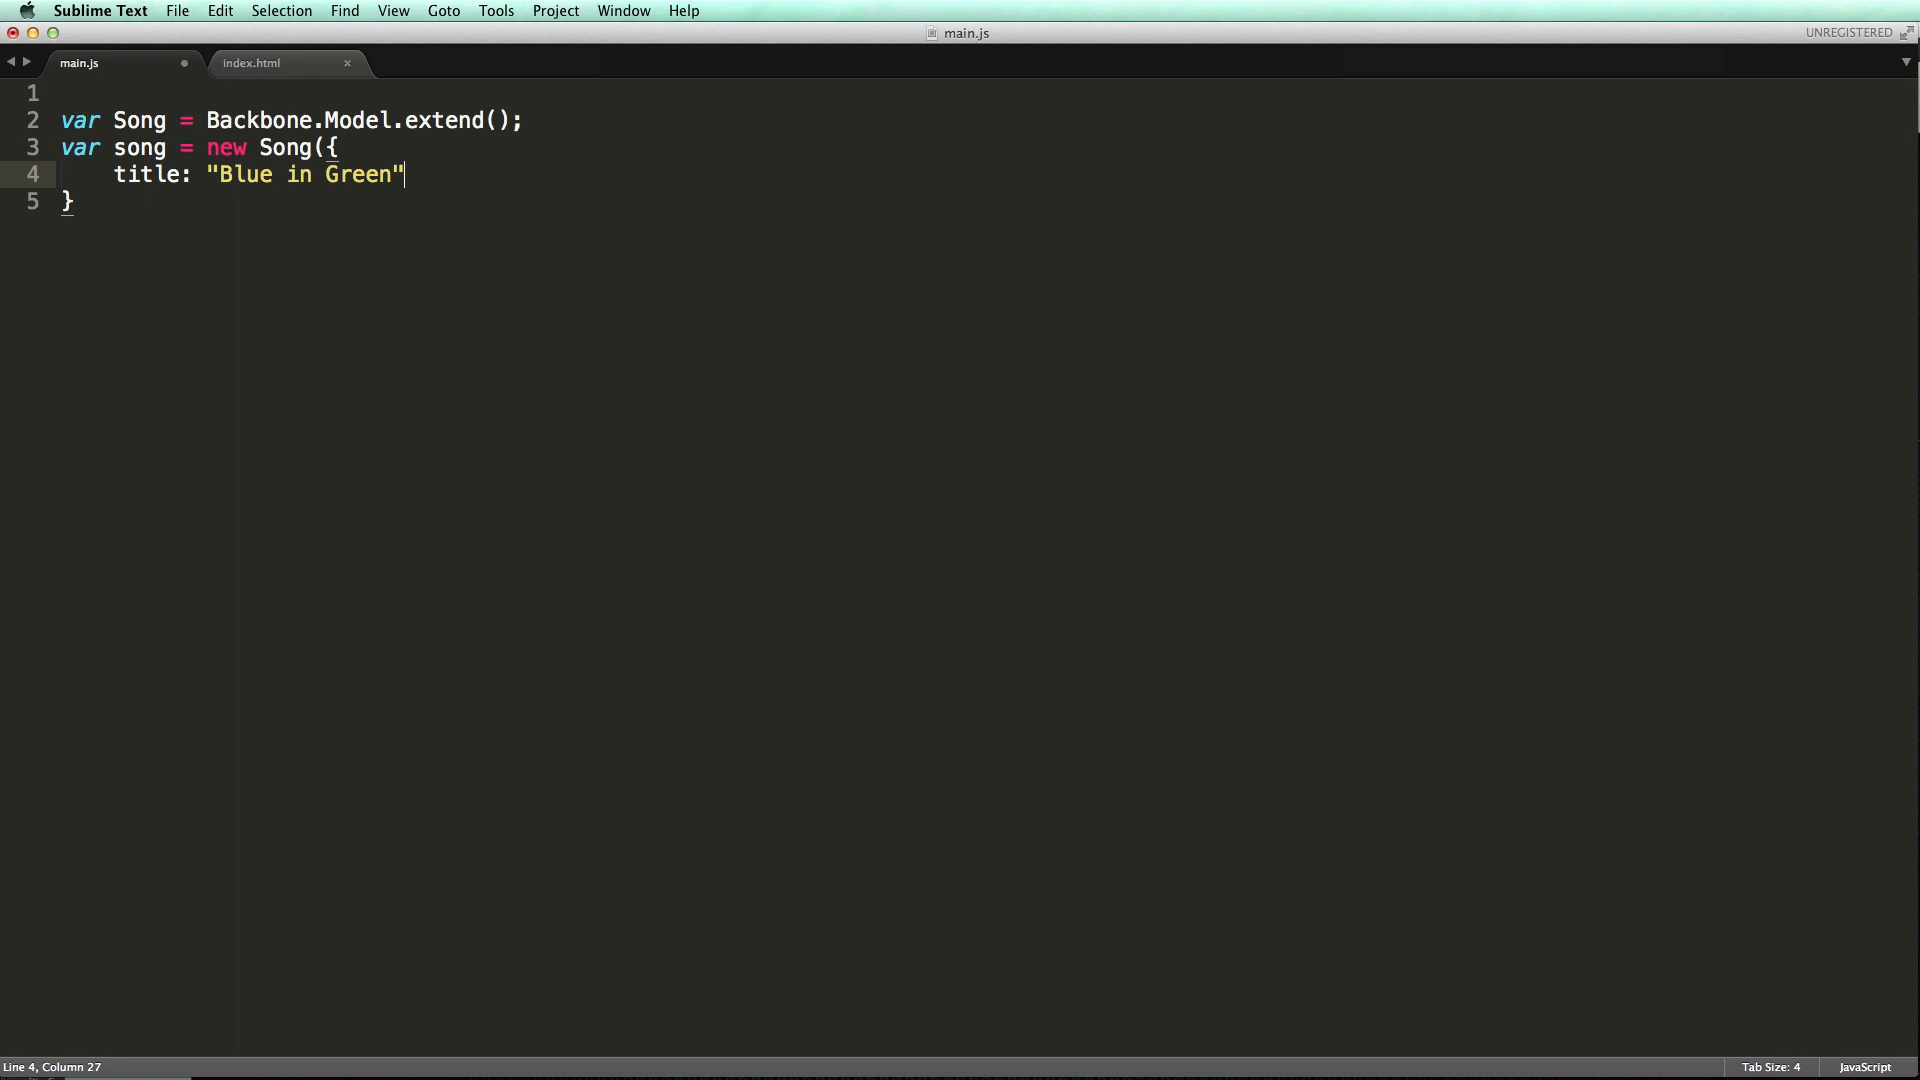 Sublime Text File Edit Selection Find View Goto Tools Project Window Help
main.js UNREGISTERED
main.js index.html
1
2 var Song = Backbone.Model.extend();
3 var song = new Song({
4     title: "Blue in Green"
5 }
Line 4, Column 27 Tab Size: 4 JavaScript